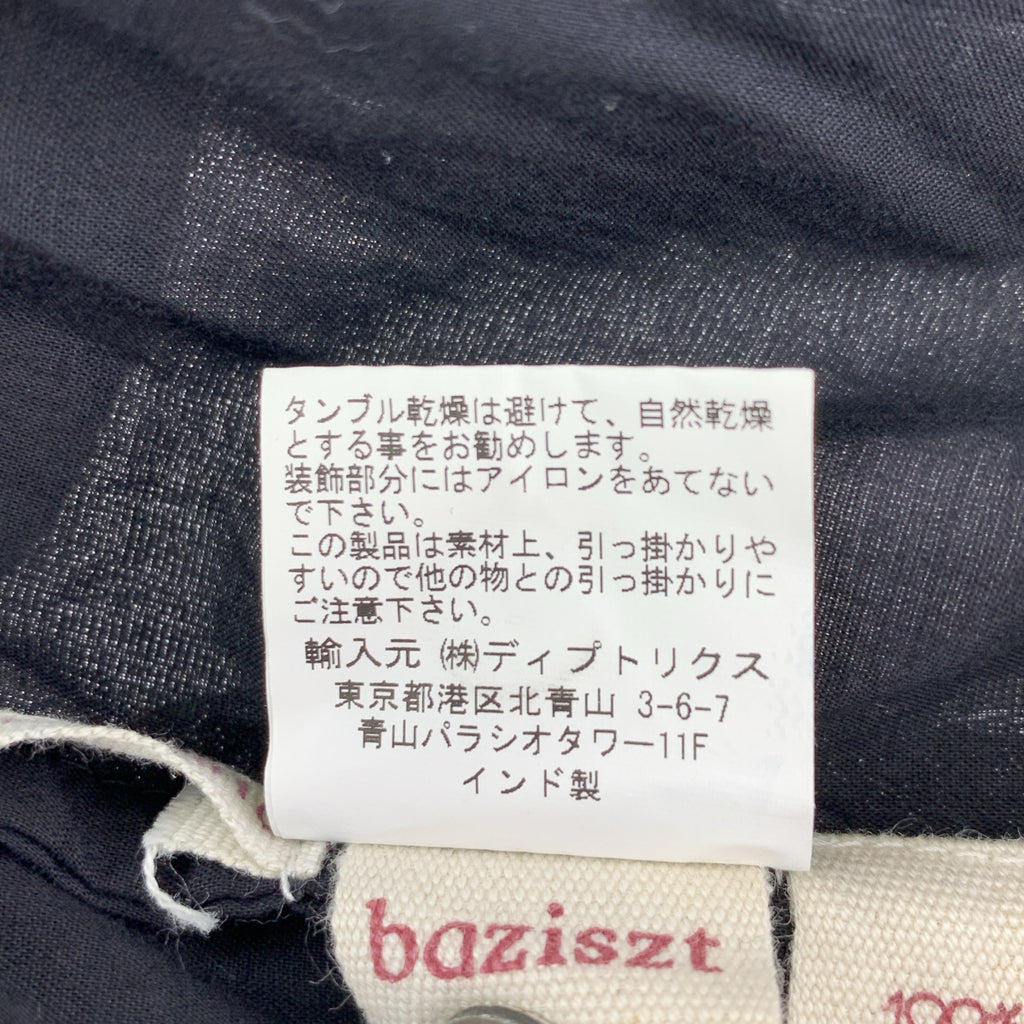 タンブル乾燥は避けて、自然乾燥
とする事をお勧めします。
装飾部分にはアイロンをあてない
で下さい。
この製品は素材上、引っ掛かりや
すいので他の物との引っ掛かりに
ご注意下さい。
輸入元 ㈱ディプトリクス
東京都港区北青山 3-6-7
青山パラシオタワー11F
インド製
baziszt
100%